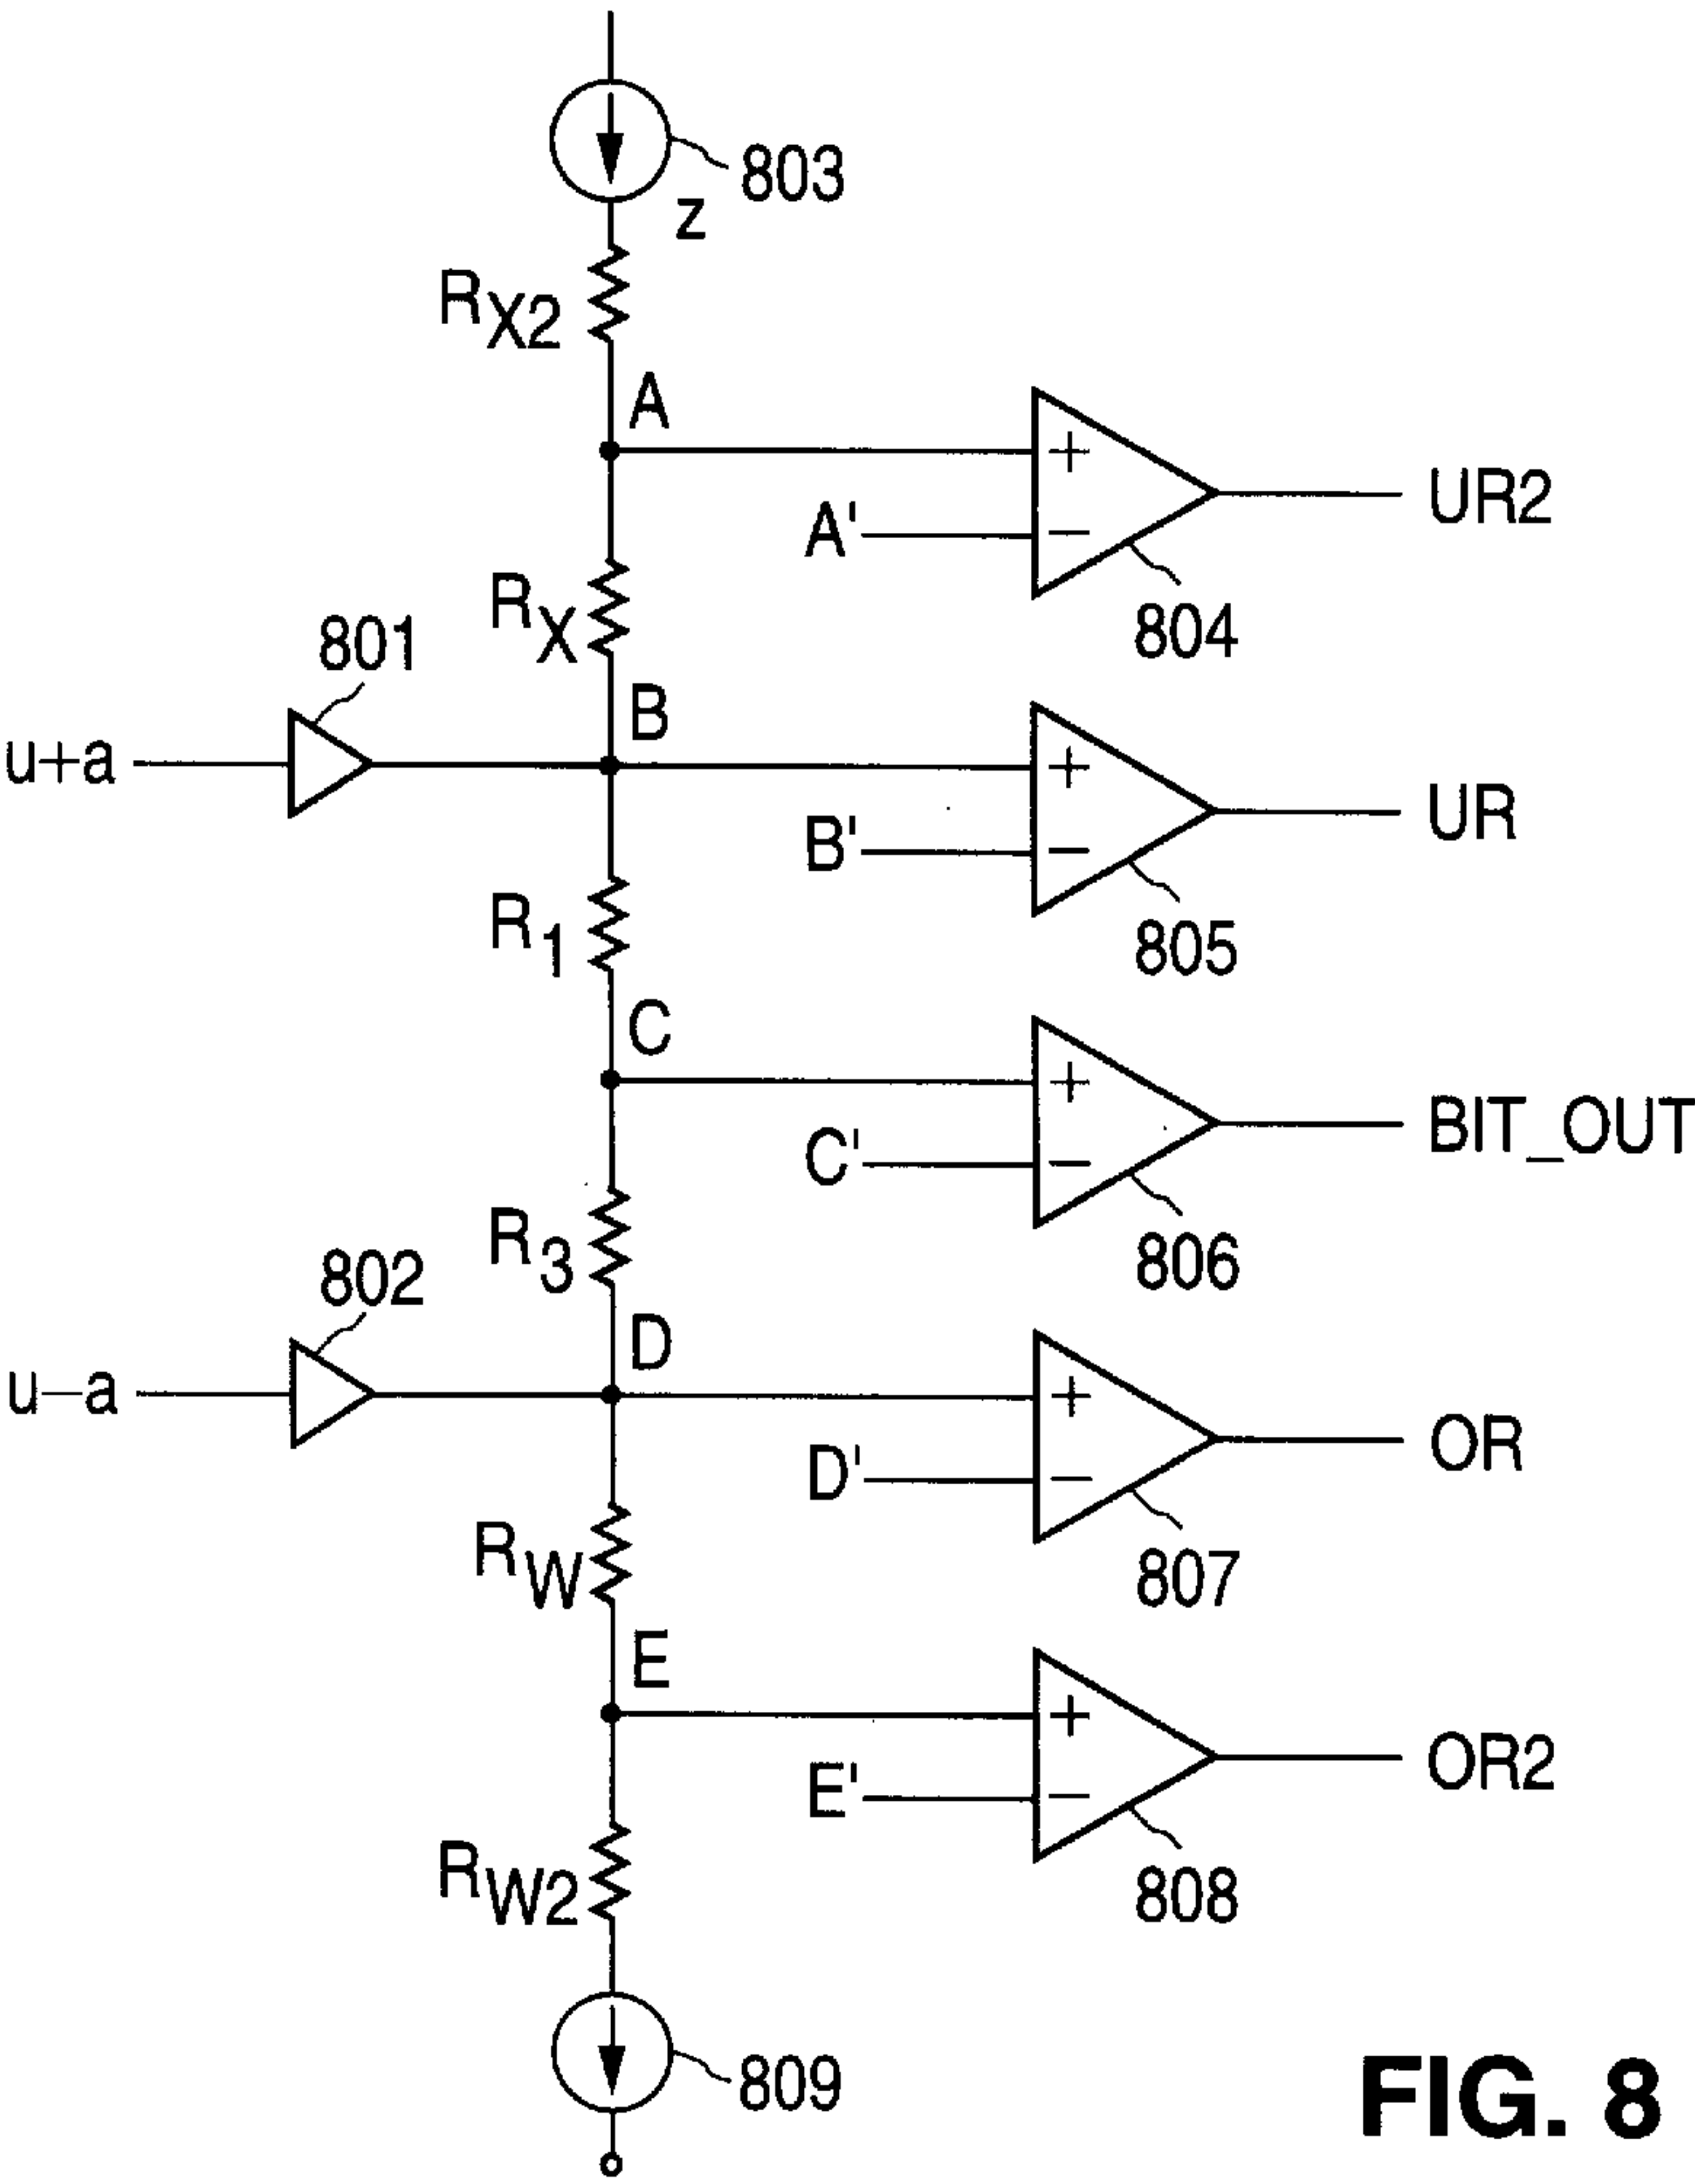 803
z
RX2
A
A'
UR2
804
RX
801
B
u+a
B'
UR
805
R1
C
C'
BIT_OUT
806
R3
802
D
u−a
D'
OR
807
RW
E
E'
OR2
808
RW2
809
FIG. 8